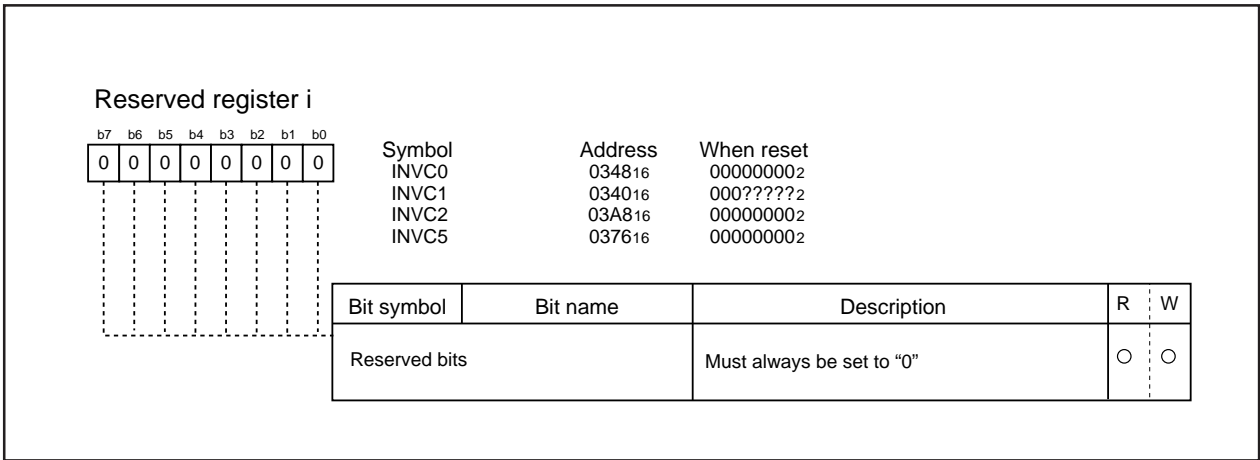 Reserved register i
b7 b6 b5 b4 b3 b2 b1 b0
0 0 0 0 0 0 0 0
Symbol Address When reset
INVC0 034816 000000002
INVC1 034016 000?????2
INVC2 03A816 000000002
INVC5 037616 000000002
Bit symbol Bit name Description R W
Reserved bits Must always be set to “0” ○ ○